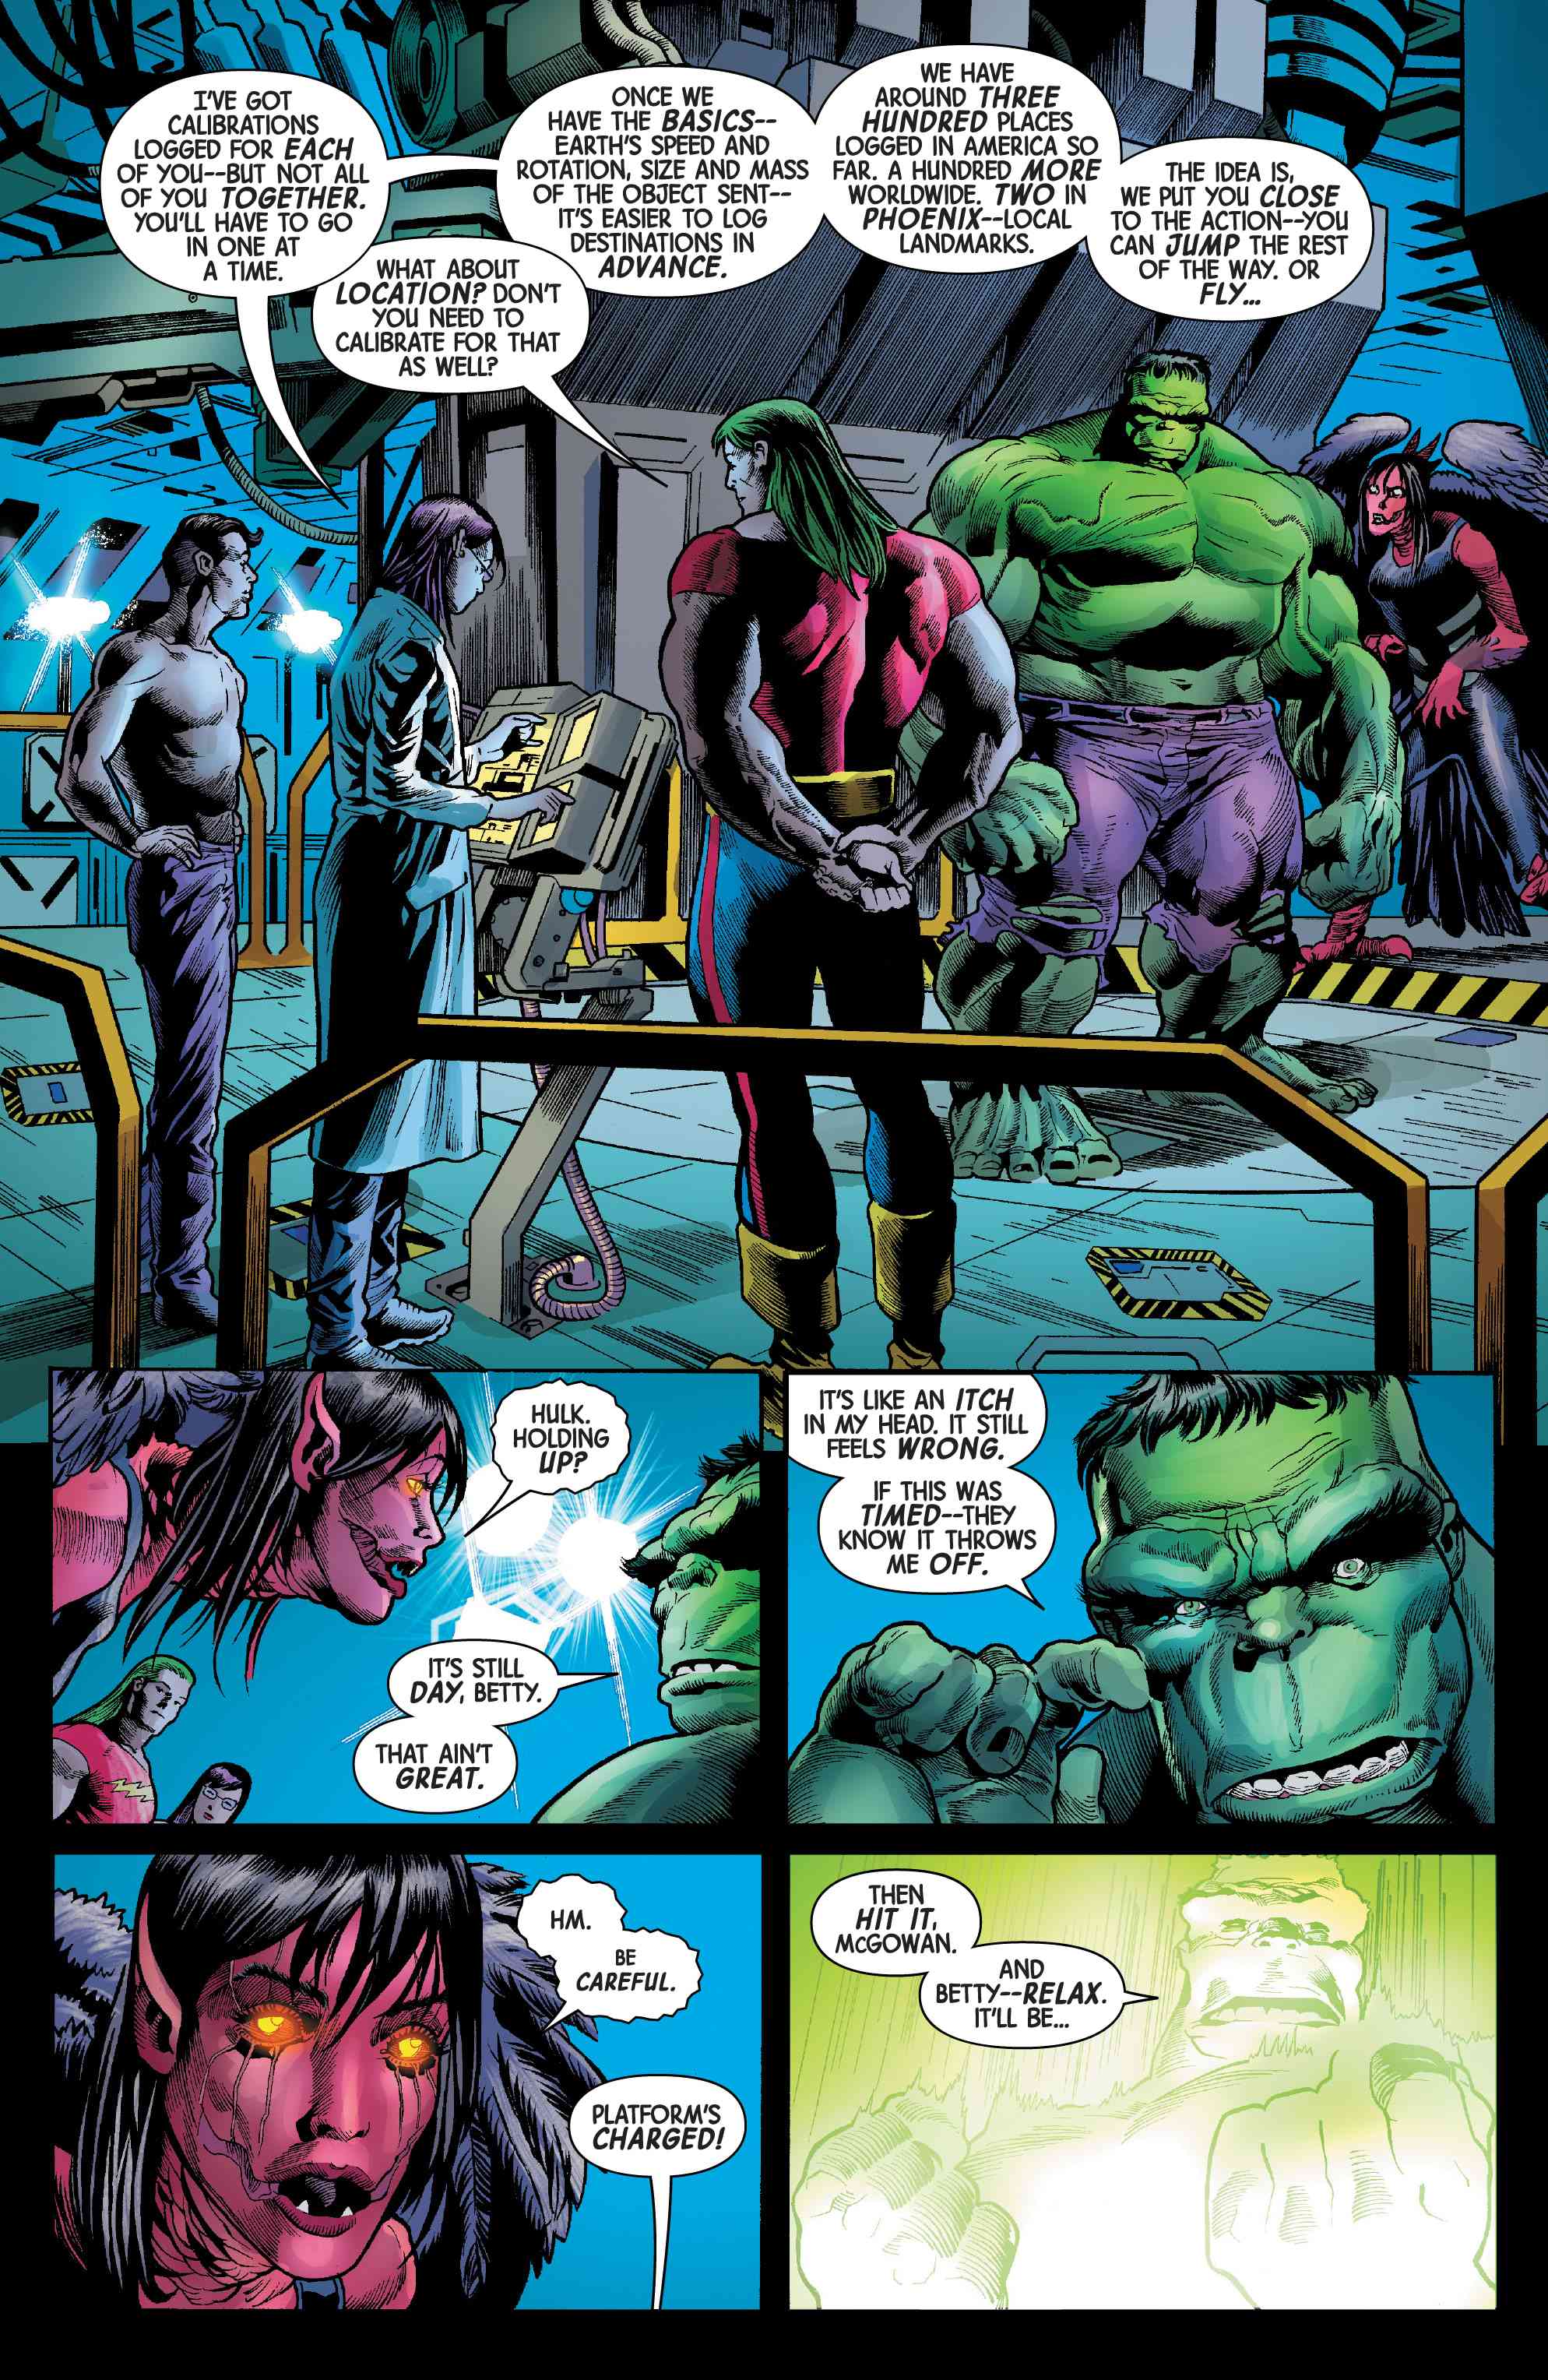 I'VE GOT
CALIBRATIONS
LOGGED FOR EACH
OF YOU--BUT NOT ALL
OF YOU TOGETHER.
YOU'LL HAVE TO GO
IN ONE AT
A TIME.
WHAT ABOUT
LOCATION? DON'T
YOU NEED TO
CALIBRATE FOR THAT
AS WELL?
ONCE WE
HAVE THE BASICS--
EARTH'S SPEED AND
ROTATION, SIZE AND MASS
OF THE OBJECT SENT--
IT'S EASIER TO LOG
DESTINATIONS IN
ADVANCE.
WE HAVE
AROUND THREE
HUNDRED PLACES
LOGGED IN AMERICA SO
FAR. A HUNDRED MORE
WORLDWIDE. TWO IN
PHOENIX--LOCAL
LANDMARKS.
THE IDEA IS,
WE PUT YOU CLOSE
TO THE ACTION--YOU
CAN JUMP THE REST
OF THE WAY. OR
FLY...
HULK.
HOLDING
UP?
IT'S STILL
DAY, BETTY.
THAT AIN'T
GREAT.
IT'S LIKE AN ITCH
IN MY HEAD. IT STILL
FEELS WRONG.
IF THIS WAS
TIMED--THEY
KNOW IT THROWS
ME OFF.
HM.
BE
CAREFUL.
PLATFORM'S
CHARGED!
THEN
HIT IT,
McGOWAN.
AND
BETTY--RELAX.
IT'LL BE...